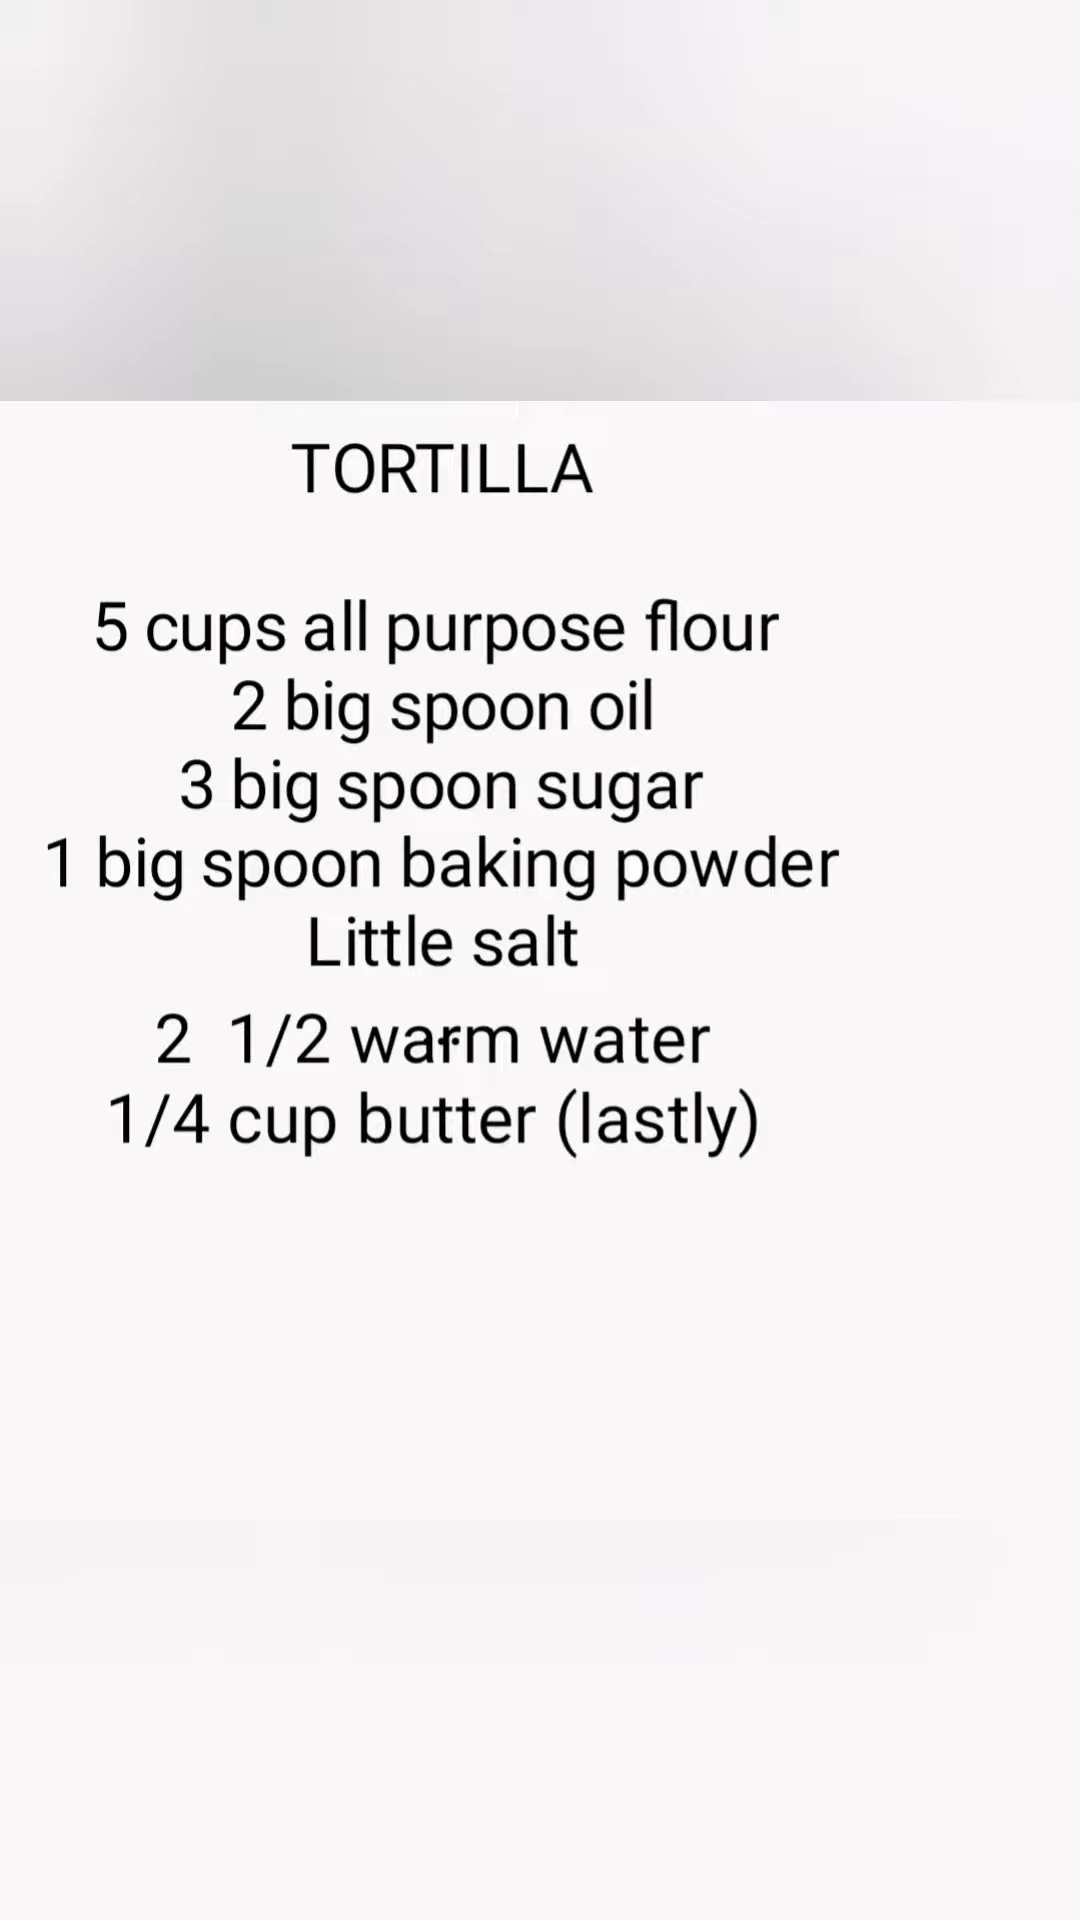 TORTILLA
5 cups all purpose flour
2 big spoon oil
3 big spoon sugar
1 big spoon baking powder
Little salt
2 1/2 warm water
1/4 cup butter (lastly)